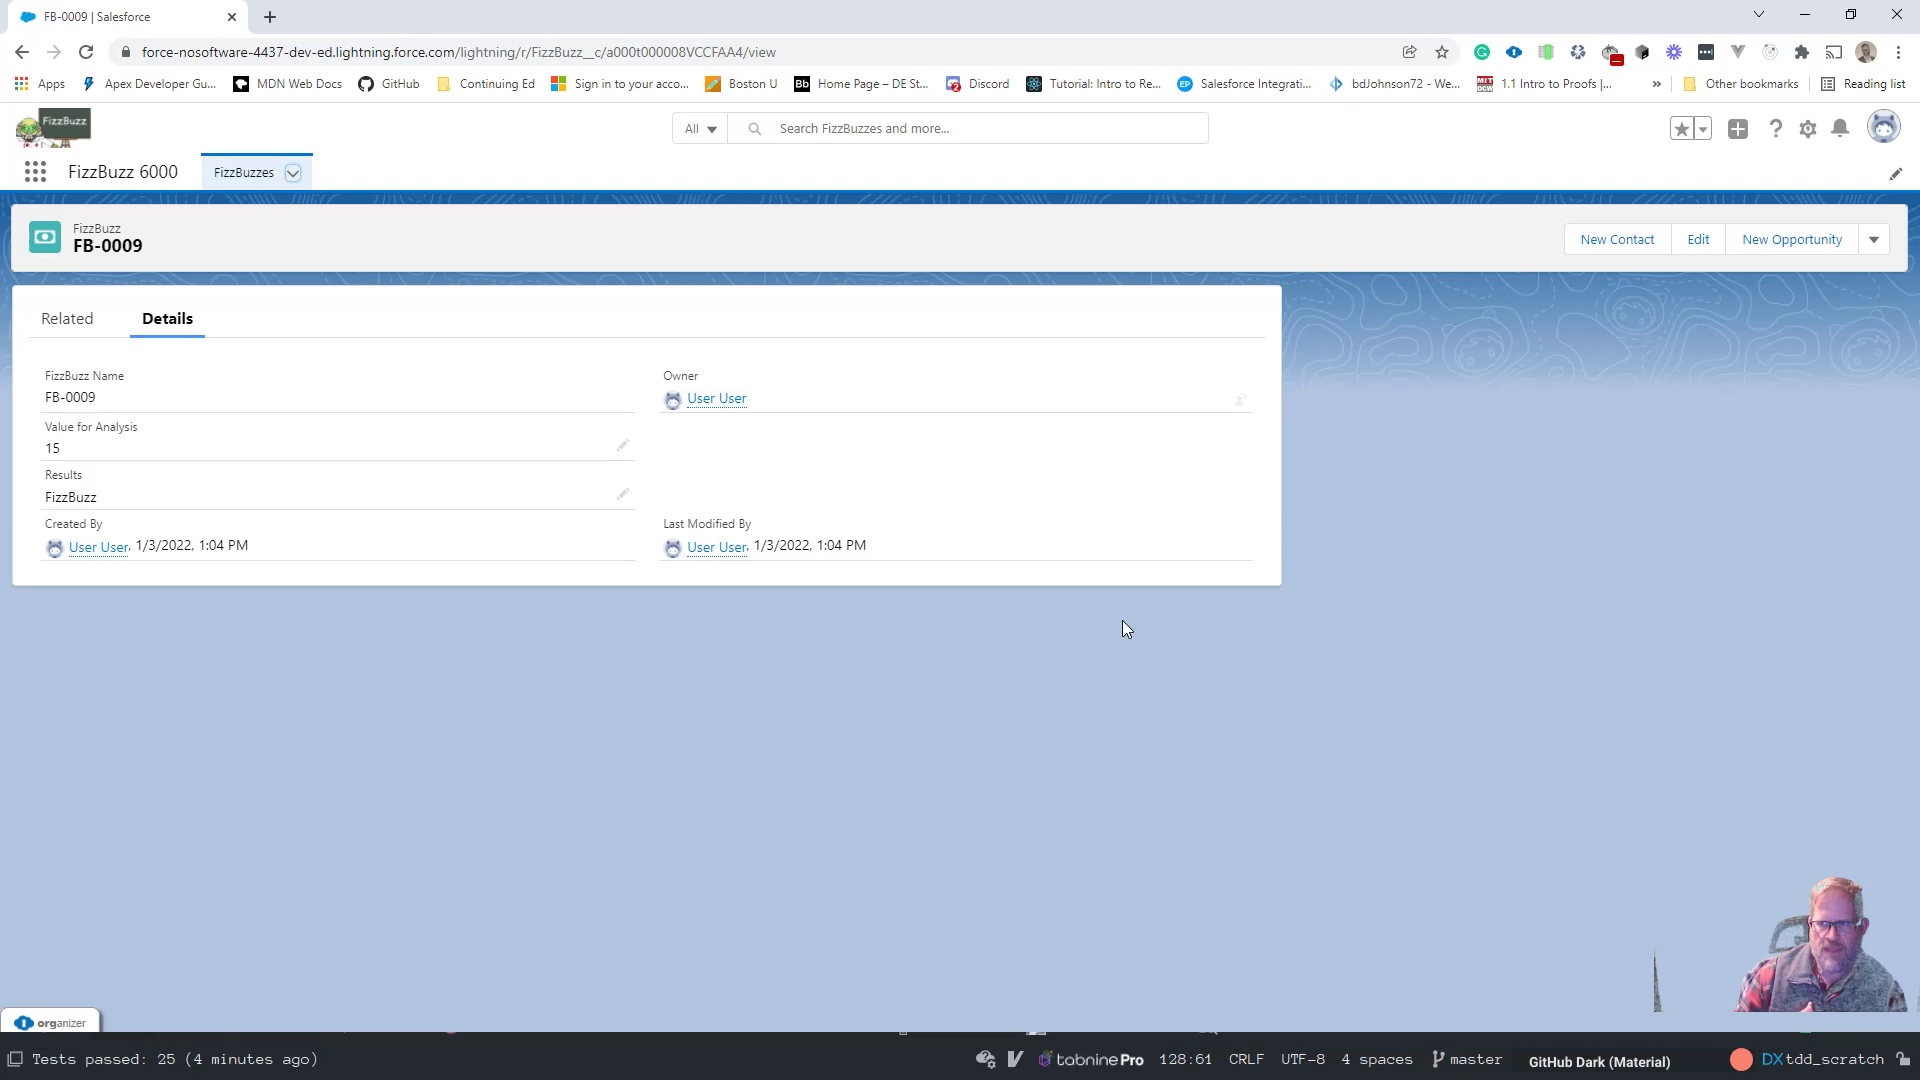 FB-0009 | Salesforce
force-nosoftware-4437-dev-ed.lightning.force.com/lightning/r/FizzBuzz__c/a000t000008VCCFAA4/view
Apps Apex Developer Gu... MDN Web Docs GitHub Continuing Ed Sign in to your acco... Boston U Bb Home Page – DE St... Discord Tutorial: Intro to Re... EP Salesforce Integrati... bdJohnson72 - We... 1.1 Intro to Proofs |... » Other bookmarks Reading list
FizzBuzz
All Search FizzBuzzes and more...
FizzBuzz 6000 FizzBuzzes
FizzBuzz
FB-0009
New Contact Edit New Opportunity
Related Details
FizzBuzz Name
FB-0009
Owner
User User
Value for Analysis
15
Results
FizzBuzz
Created By
User User, 1/3/2022, 1:04 PM
Last Modified By
User User, 1/3/2022, 1:04 PM
organizer
Tests passed: 25 (4 minutes ago) tabnine Pro 128:61 CRLF UTF-8 4 spaces master GitHub Dark (Material) DX tdd_scratch